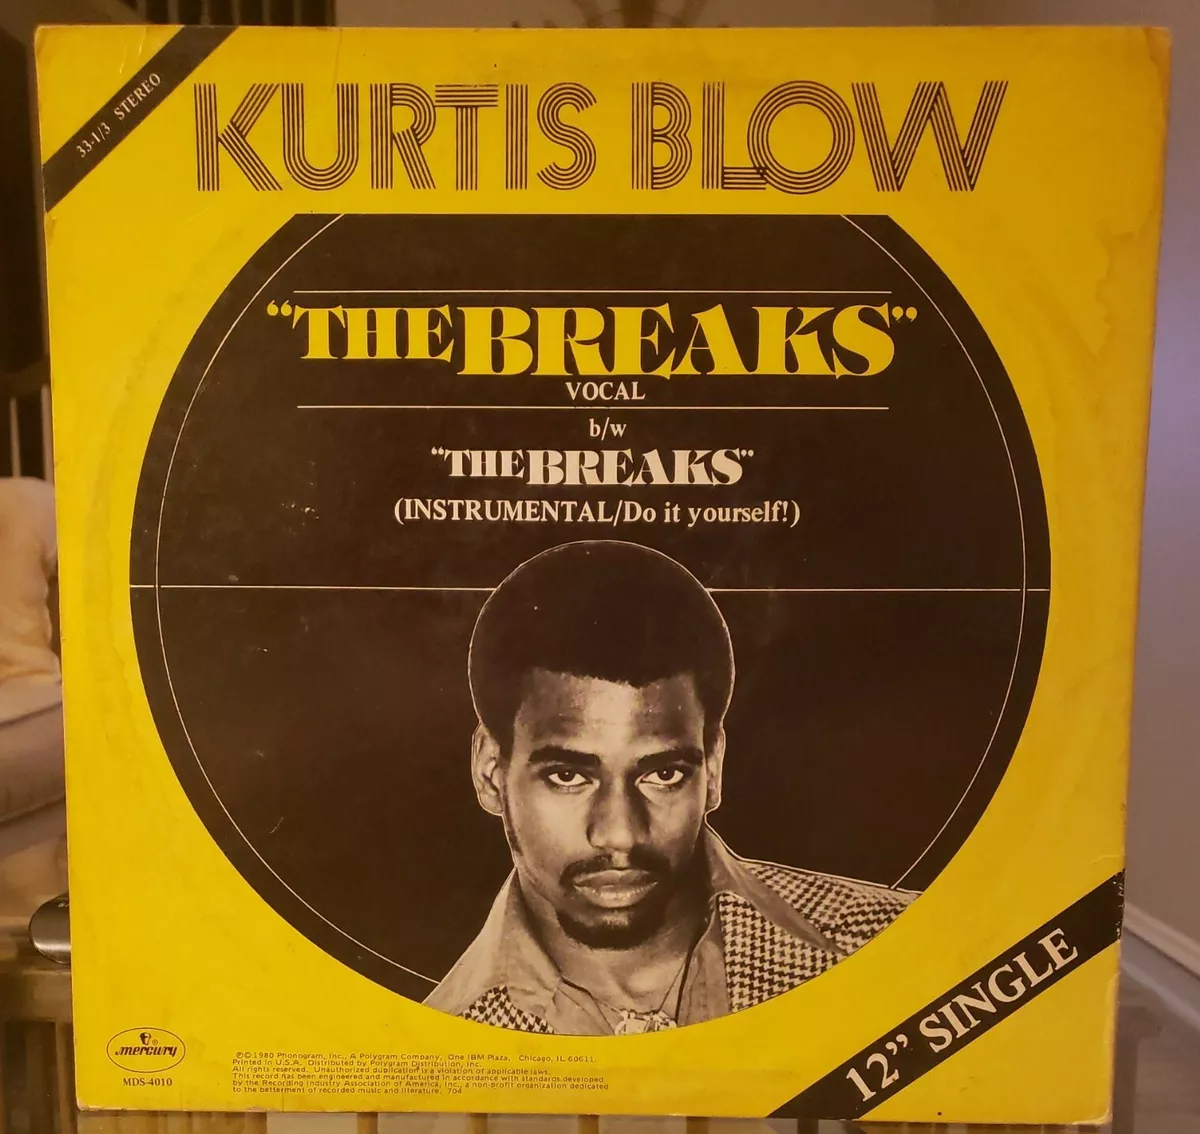 33-1/3 STEREO
KURTIS BLOW
"THE BREAKS"
VOCAL
b/w
"THE BREAKS"
(INSTRUMENTAL/Do it yourself!)
12" SINGLE
mercury
MDS-4010
℗©1980 Phonogram, Inc., A Polygram Company, One IBM Plaza, Chicago, IL 60611.
Printed in U.S.A. Distributed by Polygram Distribution, Inc.
All rights reserved. Unauthorized duplication is a violation of applicable laws.
This record has been engineered and manufactured in accordance with standards developed
by the Recording Industry Association of America, Inc., a non-profit organization dedicated
to the betterment of recorded music and literature. 704